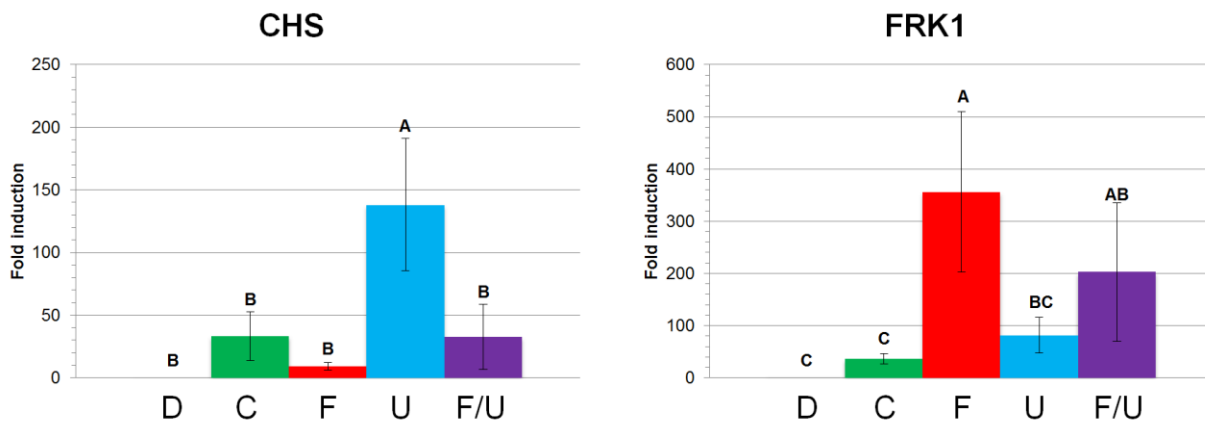 CHS
Fold induction
250
200
150
100
50
0
B
B
B
A
B
D C F U F/U
FRK1
Fold induction
600
500
400
300
200
100
0
C
C
A
BC
AB
D C F U F/U